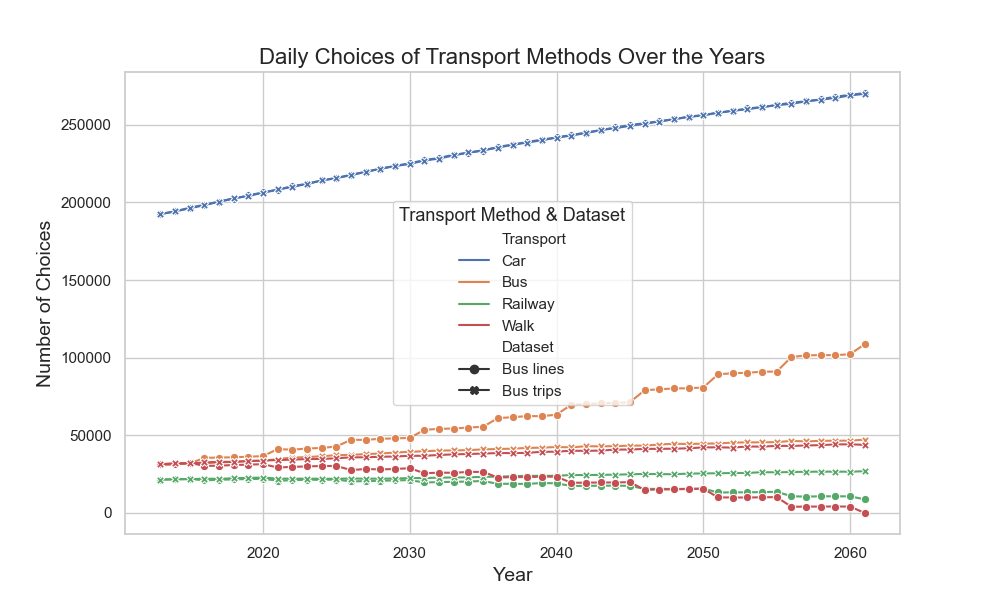 Daily Choices of Transport Methods Over the Years
Number of Choices
250000
200000
150000
100000
50000
0
Transport Method & Dataset
Transport
Car
Bus
Railway
Walk
Dataset
Bus lines
Bus trips
2020 2030 2040 2050 2060
Year